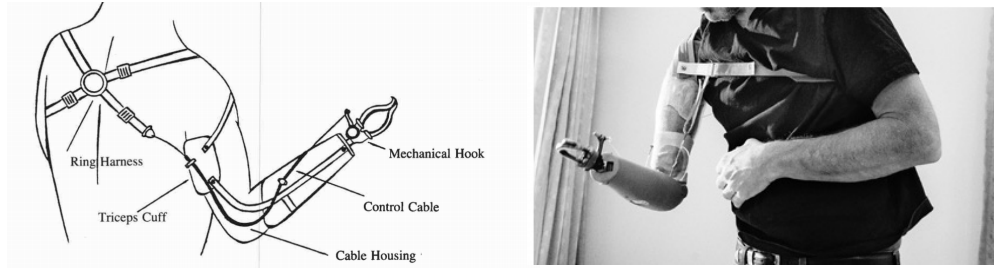 Ring Harness
Mechanical Hook
Triceps Cuff
Control Cable
Cable Housing